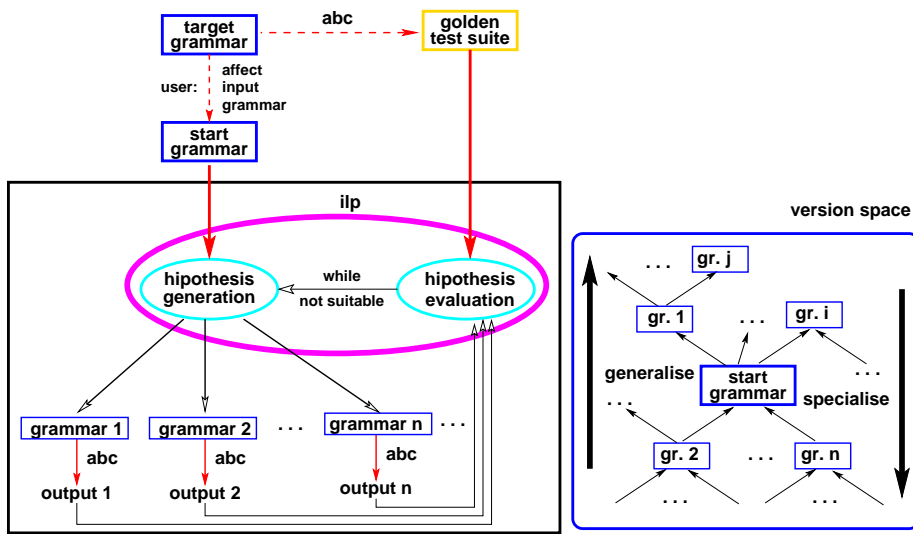 target
grammar
abc
golden
test suite
user:
affect
input
grammar
start
grammar
ilp
hipothesis
generation
while
not suitable
hipothesis
evaluation
grammar 1
grammar 2
. . .
grammar n
. . .
abc
abc
abc
output 1
output 2
output n
version space
. . .
gr. j
gr. 1
. . .
gr. i
generalise
start
grammar
. . .
specialise
. . .
gr. 2
. . .
gr. n
. . .
. . .